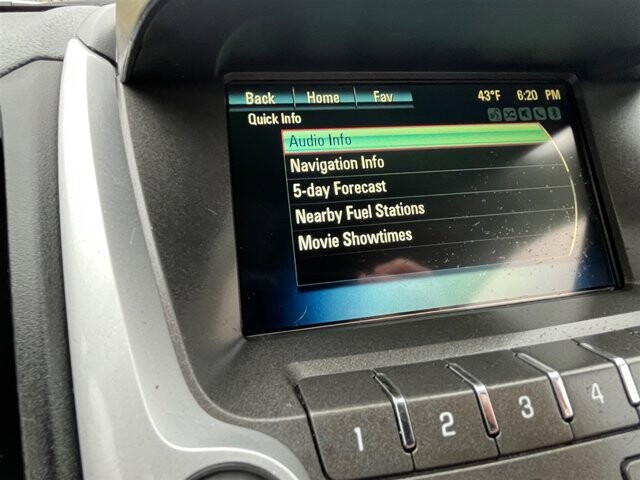 Back Home Fav 43°F 6:20 PM
Quick Info
Audio Info
Navigation Info
5-day Forecast
Nearby Fuel Stations
Movie Showtimes
1 2 3 4